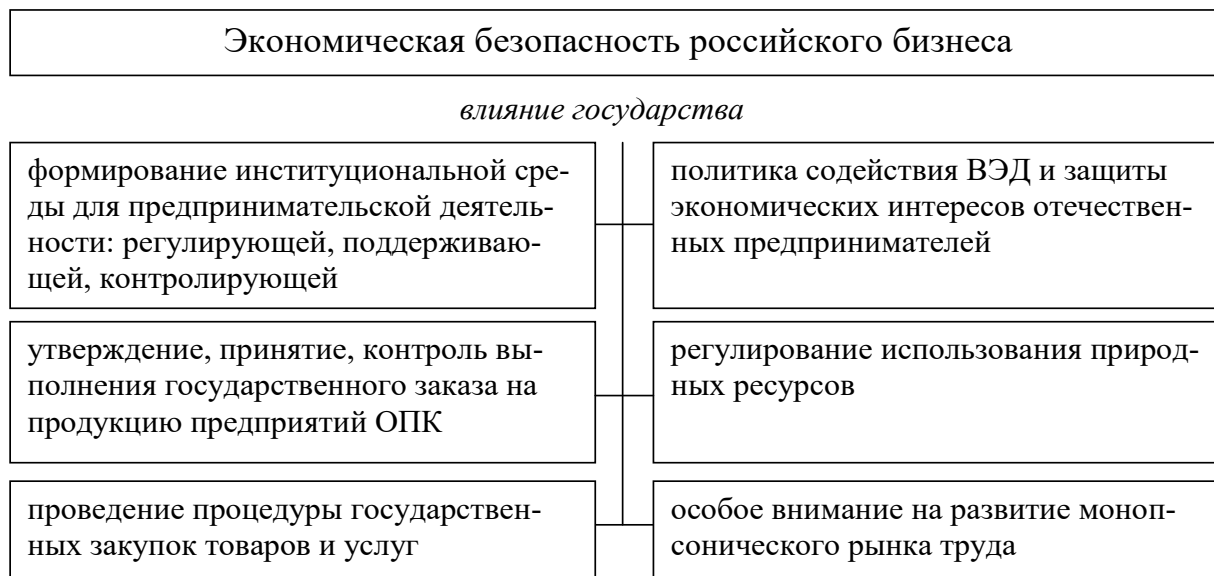 Экономическая безопасность российского бизнеса
влияние государства
формирование институциональной сре-
ды для предпринимательской деятель-
ности: регулирующей, поддерживаю-
щей, контролирующей
политика содействия ВЭД и защиты
экономических интересов отечествен-
ных предпринимателей
утверждение, принятие, контроль вы-
полнения государственного заказа на
продукцию предприятий ОПК
регулирование использования природ-
ных ресурсов
проведение процедуры государствен-
ных закупок товаров и услуг
особое внимание на развитие моноп-
сонического рынка труда